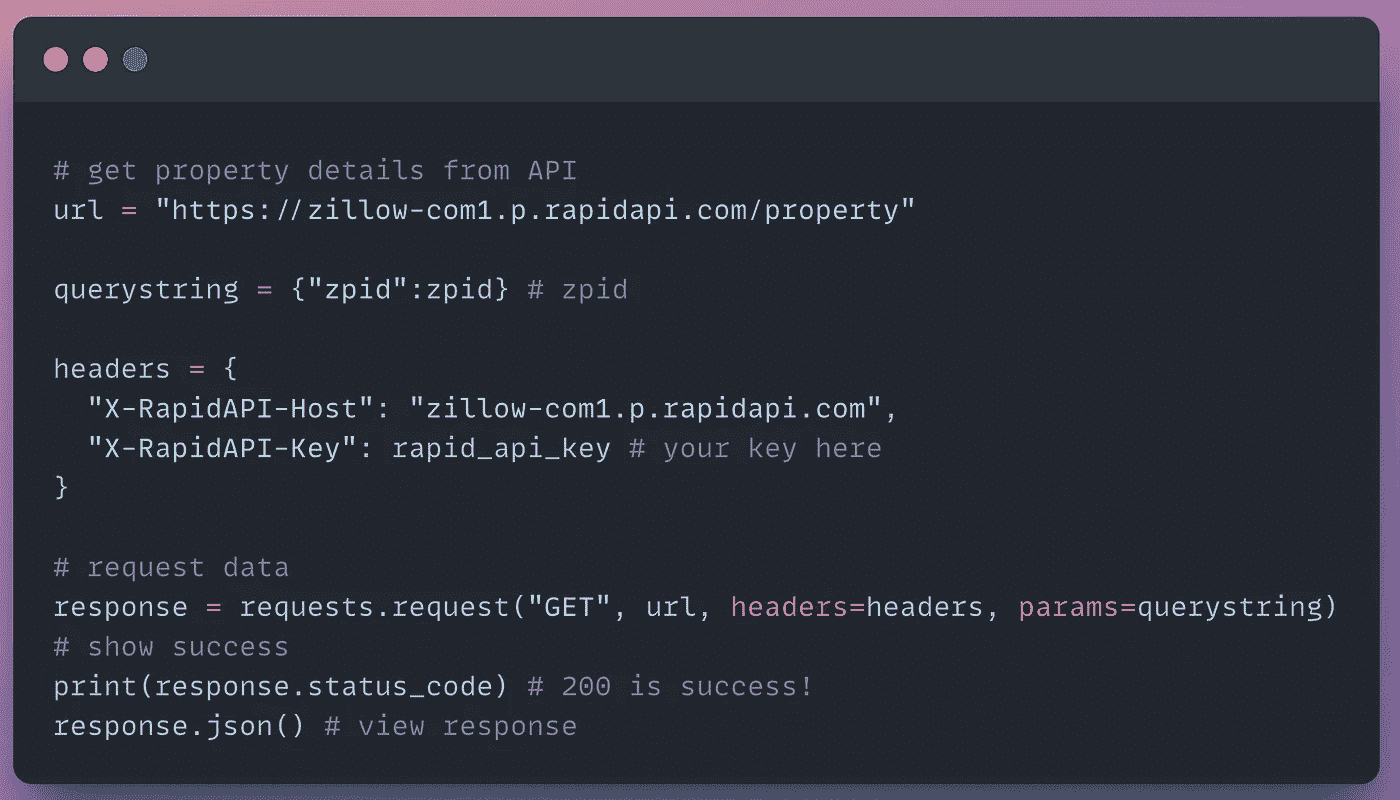 # get property details from API
url = "https://zillow-com1.p.rapidapi.com/property"
querystring = {"zpid":zpid} # zpid
headers = {
  "X-RapidAPI-Host": "zillow-com1.p.rapidapi.com",
  "X-RapidAPI-Key": rapid_api_key # your key here
}
# request data
response = requests.request("GET", url, headers=headers, params=querystring)
# show success
print(response.status_code) # 200 is success!
response.json() # view response